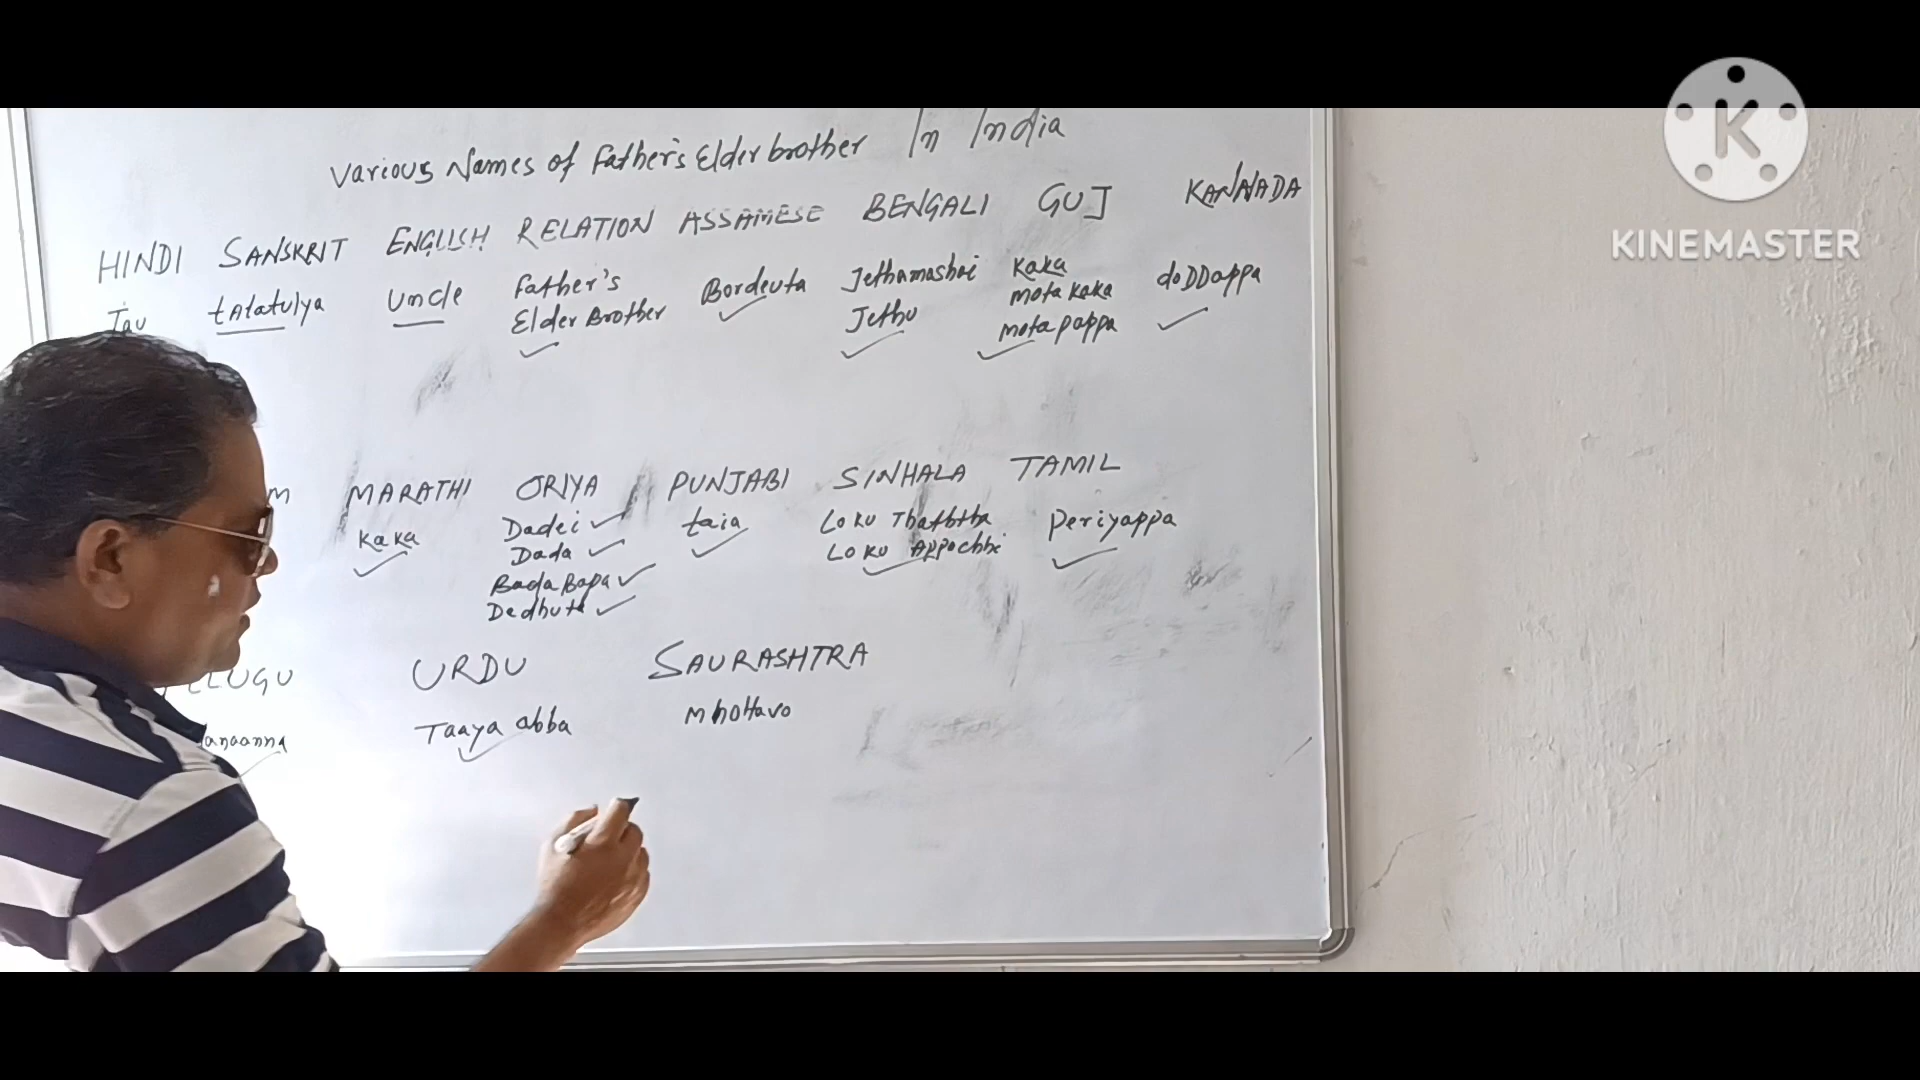 Various Names of Father's Elder brother In India
HINDI SANSKRIT ENGLISH RELATION ASSAMESE BENGALI GUJ KANNADA
Tau tAtatulya Uncle Father's Elder Brother Bordeuta Jethamashai Jethu Kaka mota kaka mota pappa doDDappa
MARATHI ORIYA PUNJABI SINHALA TAMIL
Kaka Dadei taia Loku Thaththa Periyappa
Dada Loku Appochhi
Bada Bapa
Dedhuta
URDU SAURASHTRA
Taaya abba mhottavo
K
KINEMASTER